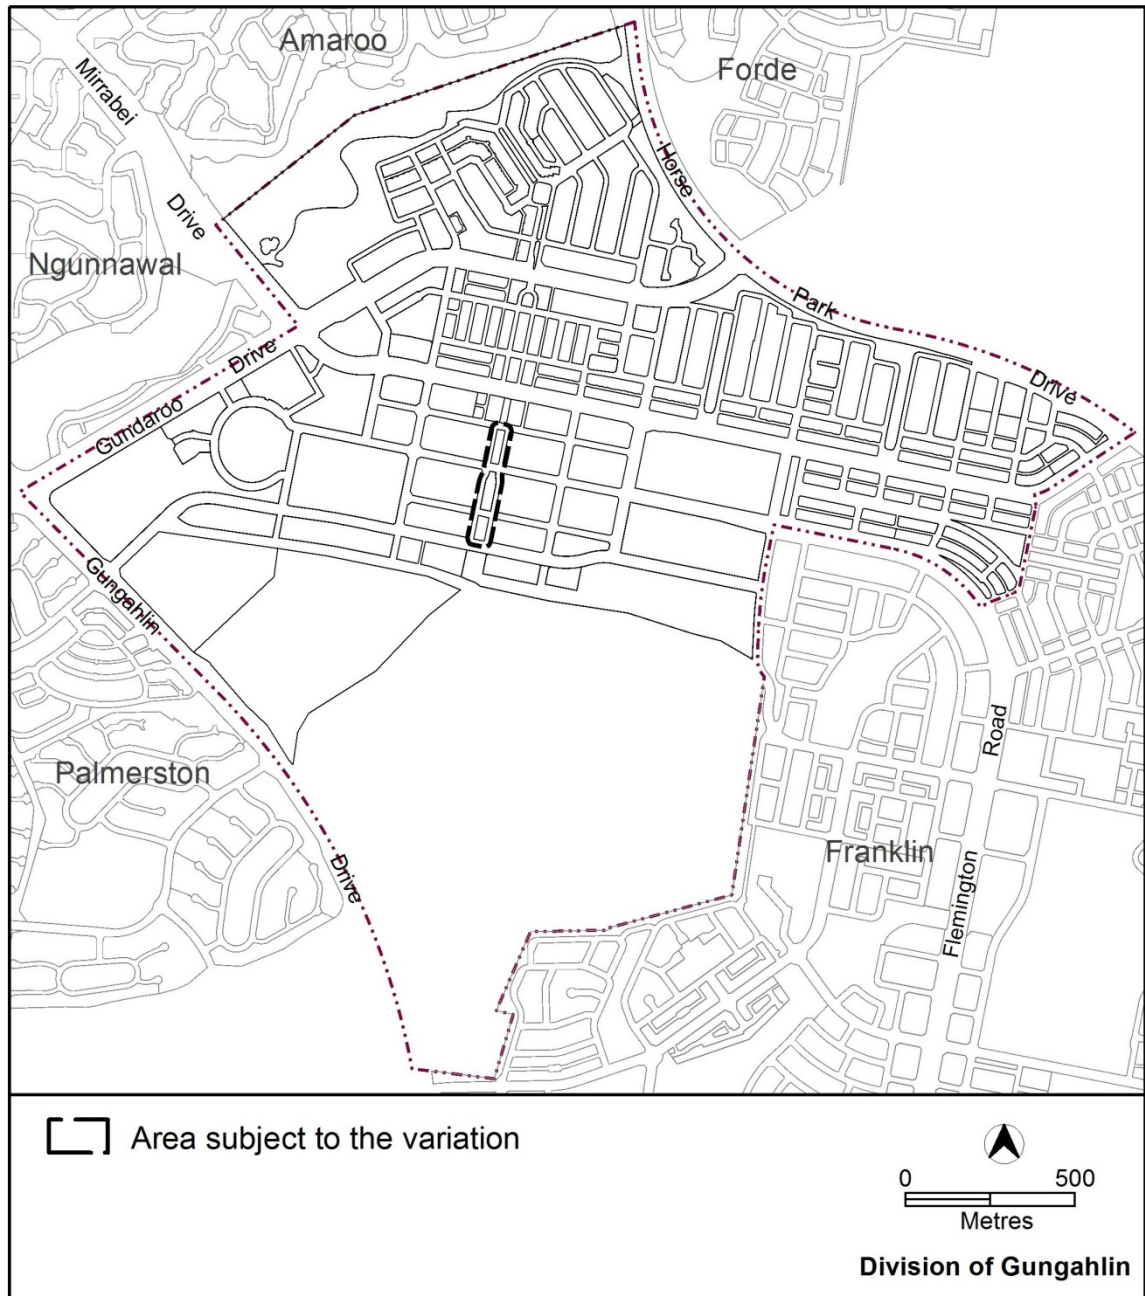 Amaroo
Forde
Mirrabei
Drive
Horse
Park
Drive
Ngunnawal
Gundaroo
Drive
Gungahlin
Drive
Palmerston
Franklin
Flemington
Road
Area subject to the variation
0 500
Metres
Division of Gungahlin